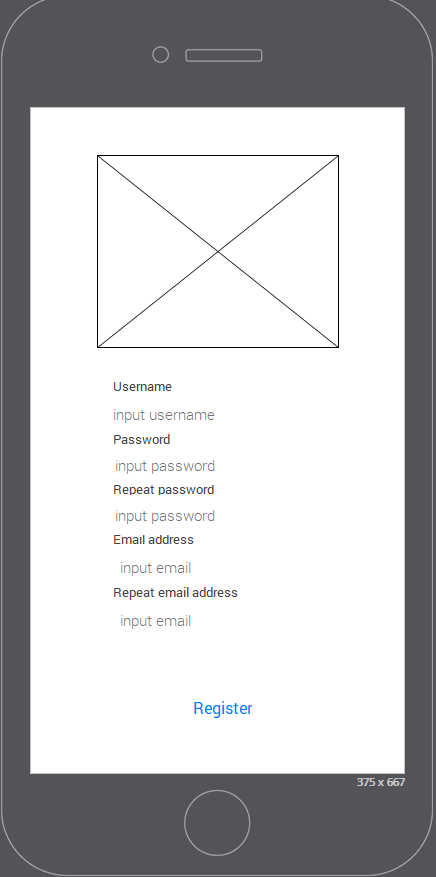 Username
input username
Password
input password
Repeat password
input password
Email address
input email
Repeat email address
input email
Register
375 x 667